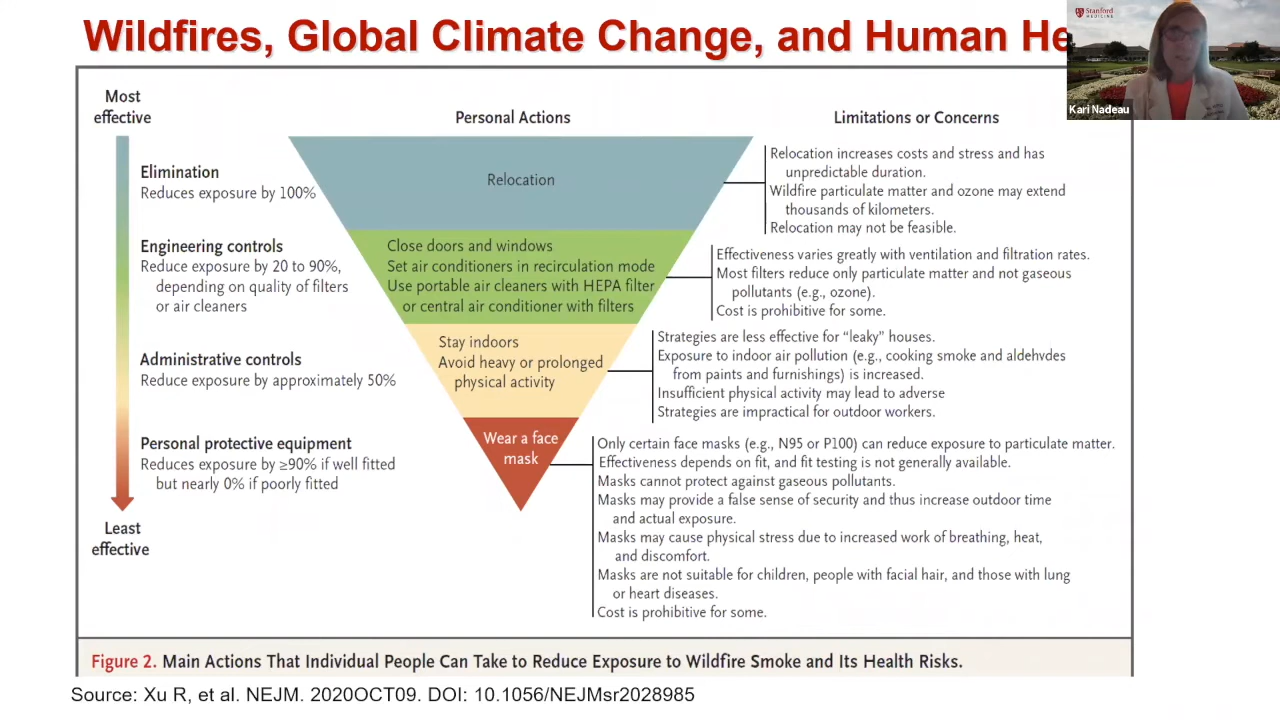 Wildfires, Global Climate Change, and Human He
Stanford
MEDICINE
Kari Nadeau
Most
effective
Personal Actions
Limitations or Concerns
Elimination
Reduces exposure by 100%
Relocation
Relocation increases costs and stress and has
unpredictable duration.
Wildfire particulate matter and ozone may extend
thousands of kilometers.
Relocation may not be feasible.
Engineering controls
Reduce exposure by 20 to 90%,
depending on quality of filters
or air cleaners
Close doors and windows
Set air conditioners in recirculation mode
Use portable air cleaners with HEPA filter
or central air conditioner with filters
Effectiveness varies greatly with ventilation and filtration rates.
Most filters reduce only particulate matter and not gaseous
pollutants (e.g., ozone).
Cost is prohibitive for some.
Administrative controls
Reduce exposure by approximately 50%
Stay indoors
Avoid heavy or prolonged
physical activity
Strategies are less effective for “leaky” houses.
Exposure to indoor air pollution (e.g., cooking smoke and aldehydes
from paints and furnishings) is increased.
Insufficient physical activity may lead to adverse
Strategies are impractical for outdoor workers.
Personal protective equipment
Reduces exposure by ≥90% if well fitted
but nearly 0% if poorly fitted
Wear a face
mask
Only certain face masks (e.g., N95 or P100) can reduce exposure to particulate matter.
Effectiveness depends on fit, and fit testing is not generally available.
Masks cannot protect against gaseous pollutants.
Masks may provide a false sense of security and thus increase outdoor time
and actual exposure.
Masks may cause physical stress due to increased work of breathing, heat,
and discomfort.
Masks are not suitable for children, people with facial hair, and those with lung
or heart diseases.
Cost is prohibitive for some.
Least
effective
Figure 2. Main Actions That Individual People Can Take to Reduce Exposure to Wildfire Smoke and Its Health Risks.
Source: Xu R, et al. NEJM. 2020OCT09. DOI: 10.1056/NEJMsr2028985